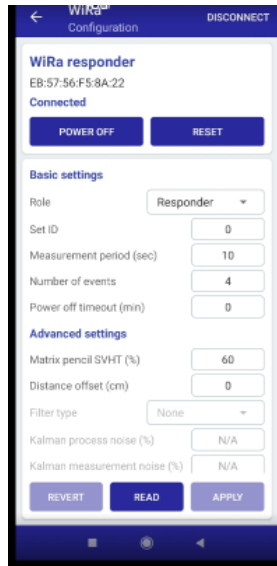 WiRa
DISCONNECT
Configuration
WiRa responder
EB:57:56:F5:8A:22
Connected
POWER OFF RESET
Basic settings
Role Responder
Set ID 0
Measurement period (sec) 10
Number of events 4
Power off timeout (min) 0
Advanced settings
Matrix pencil SVHT (%) 60
Distance offset (cm) 0
Filter type None
Kalman process noise (%) N/A
Kalman measurement noise (%) N/A
REVERT READ APPLY